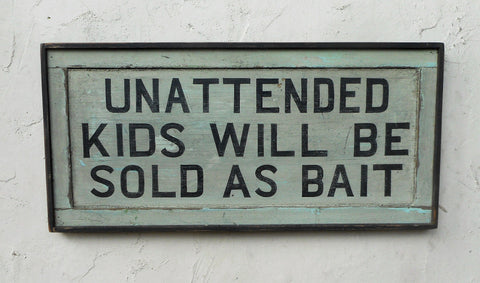 UNATTENDED
KIDS WILL BE
SOLD AS BAIT